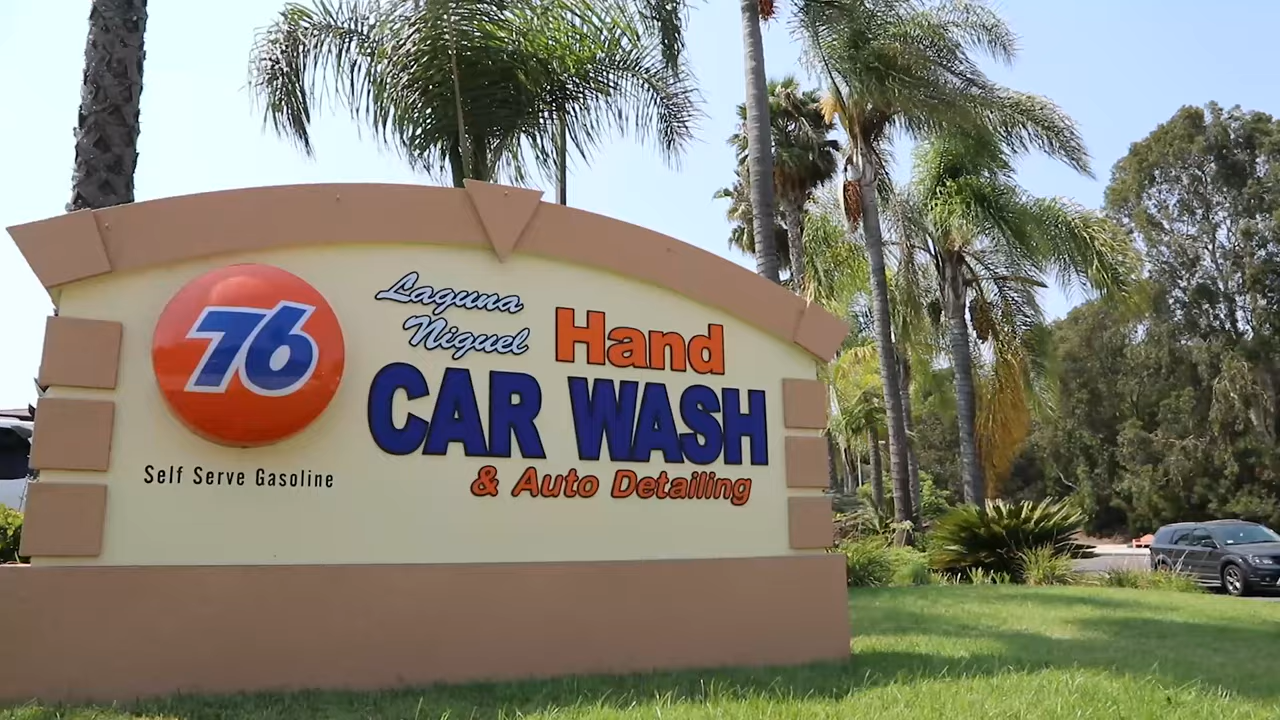 76
Self Serve Gasoline
Laguna
Niguel
Hand
CAR WASH
& Auto Detailing